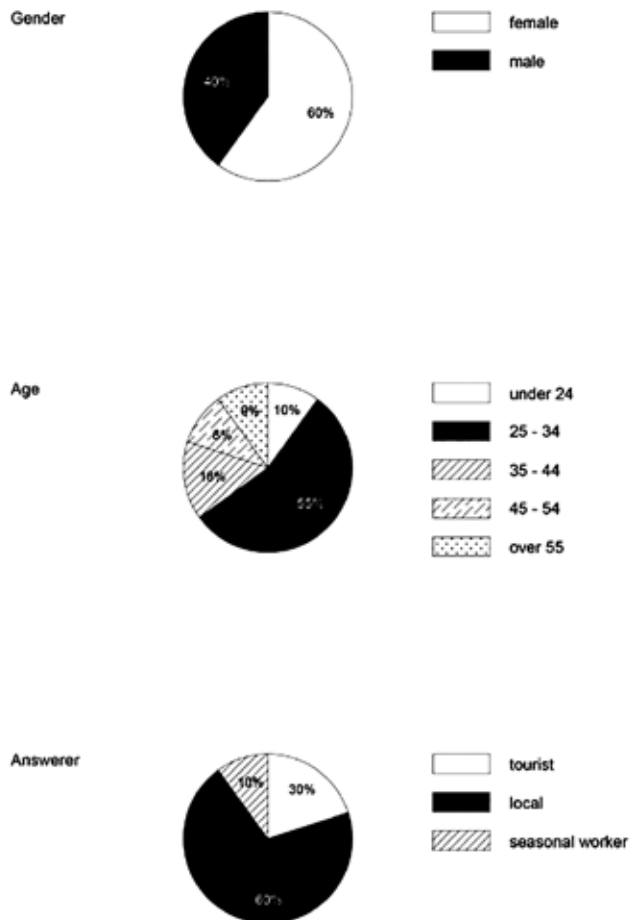 Gender
female
male
40%
60%
Age
under 24
25 - 34
35 - 44
45 - 54
over 55
9%
10%
8%
16%
55%
Answerer
tourist
local
seasonal worker
10%
30%
60%